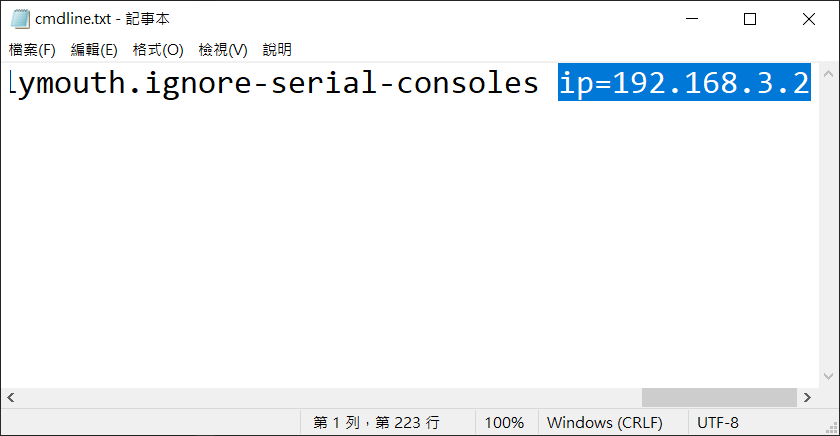 cmdline.txt - 記事本
檔案(F) 編輯(E) 格式(O) 檢視(V) 說明
lymouth.ignore-serial-consoles ip=192.168.3.2
第 1 列，第 223 行 100% Windows (CRLF) UTF-8